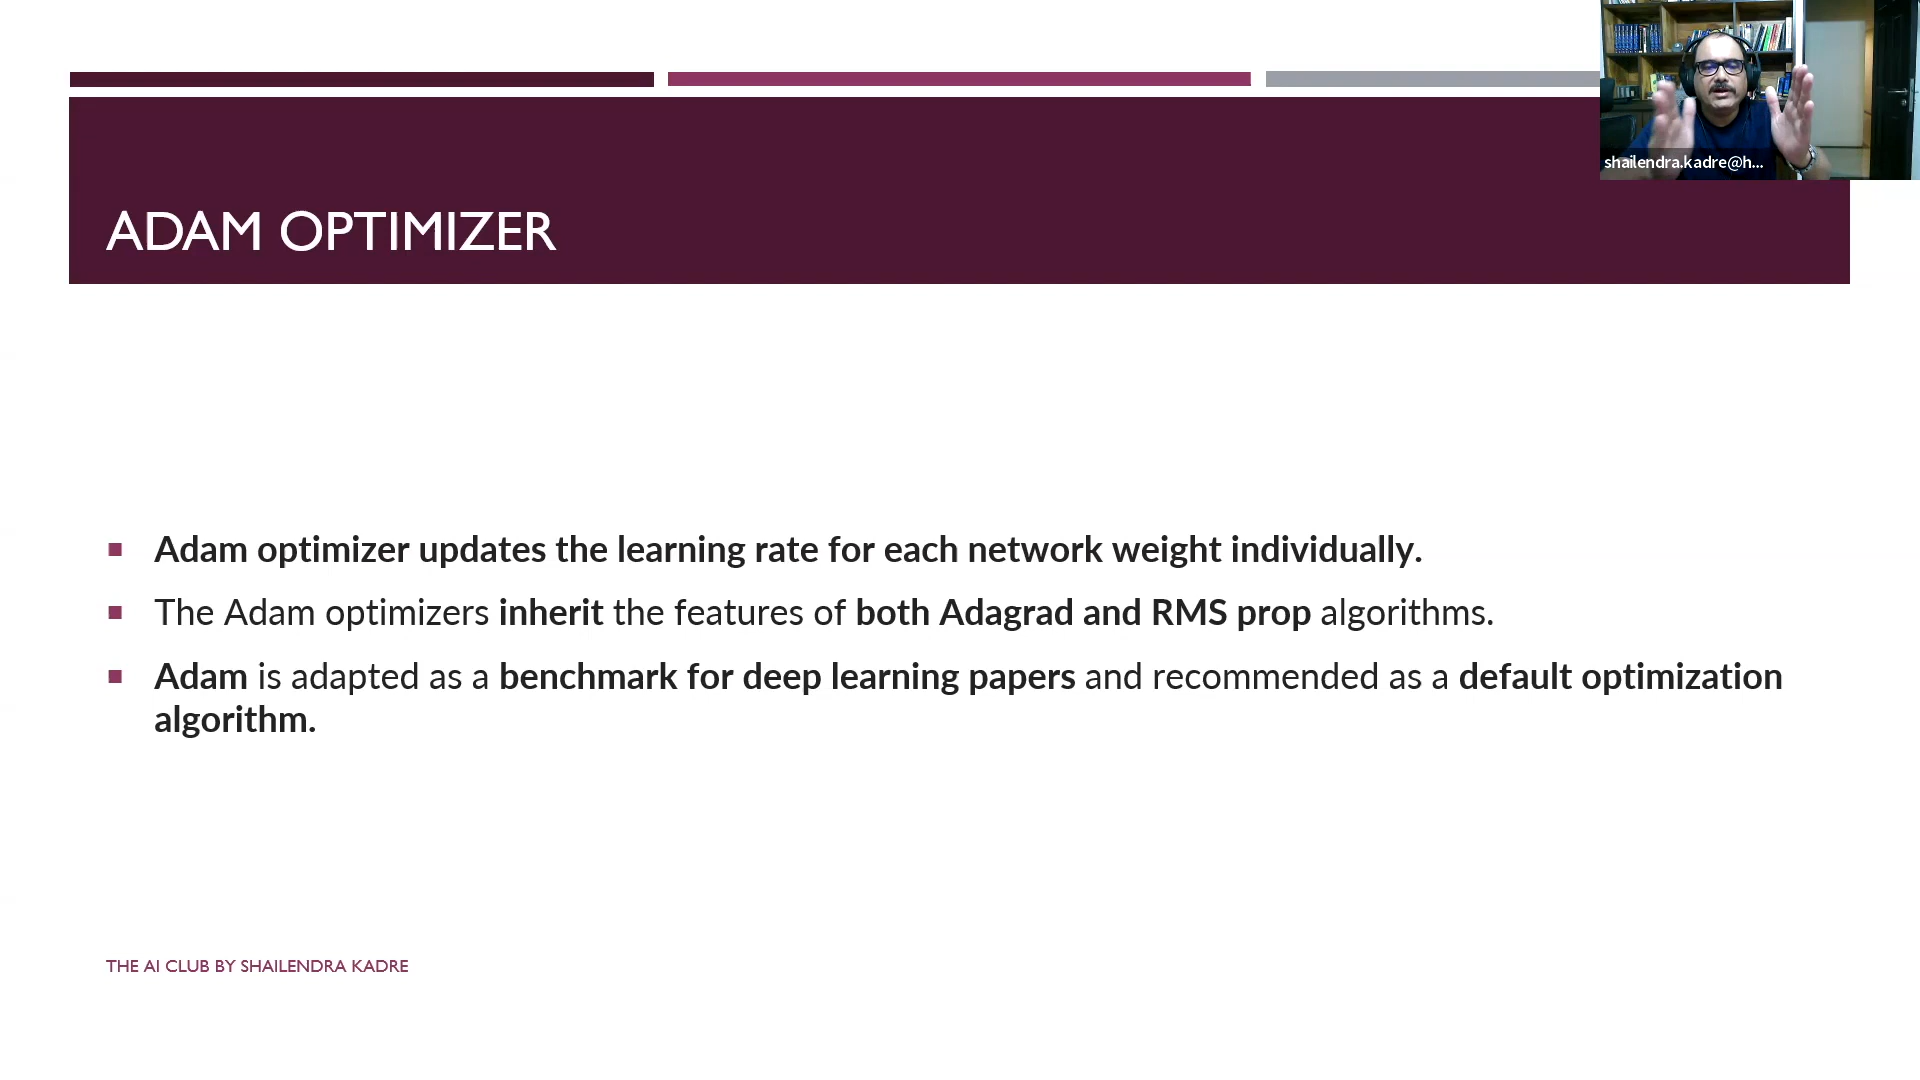 shailendra.kadre@h...
ADAM OPTIMIZER
Adam optimizer updates the learning rate for each network weight individually.
The Adam optimizers inherit the features of both Adagrad and RMS prop algorithms.
Adam is adapted as a benchmark for deep learning papers and recommended as a default optimization
algorithm.
THE AI CLUB BY SHAILENDRA KADRE